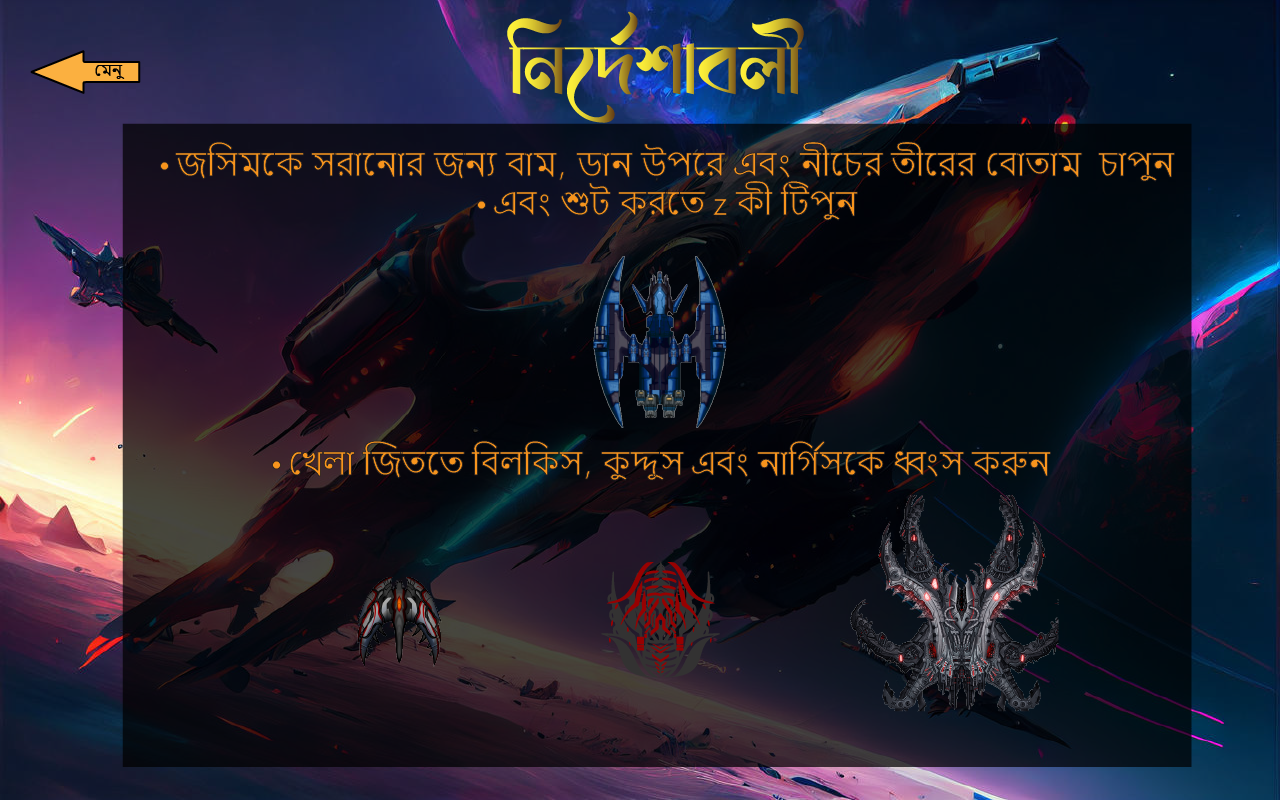 নির্দেশাবলী
মেনু
• জসিমকে সরানোর জন্য বাম, ডান উপরে এবং নীচের তীরের বোতাম চাপুন
• এবং শুট করতে z কী টিপুন
• খেলা জিততে বিলকিস, কুদ্দুস এবং নার্গিসকে ধ্বংস করুন